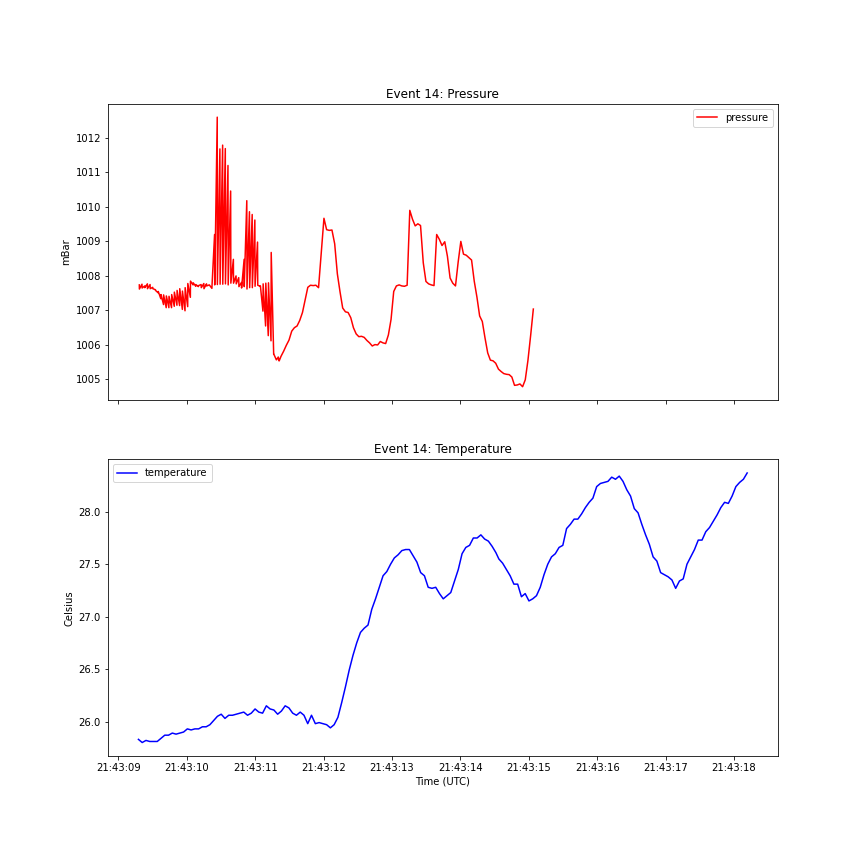 Event 14: Pressure
pressure
1012
1011
1010
1009
1008
1007
1006
1005
mBar
Event 14: Temperature
temperature
28.0
27.5
27.0
26.5
26.0
Celsius
21:43:09 21:43:10 21:43:11 21:43:12 21:43:13 21:43:14 21:43:15 21:43:16 21:43:17 21:43:18
Time (UTC)